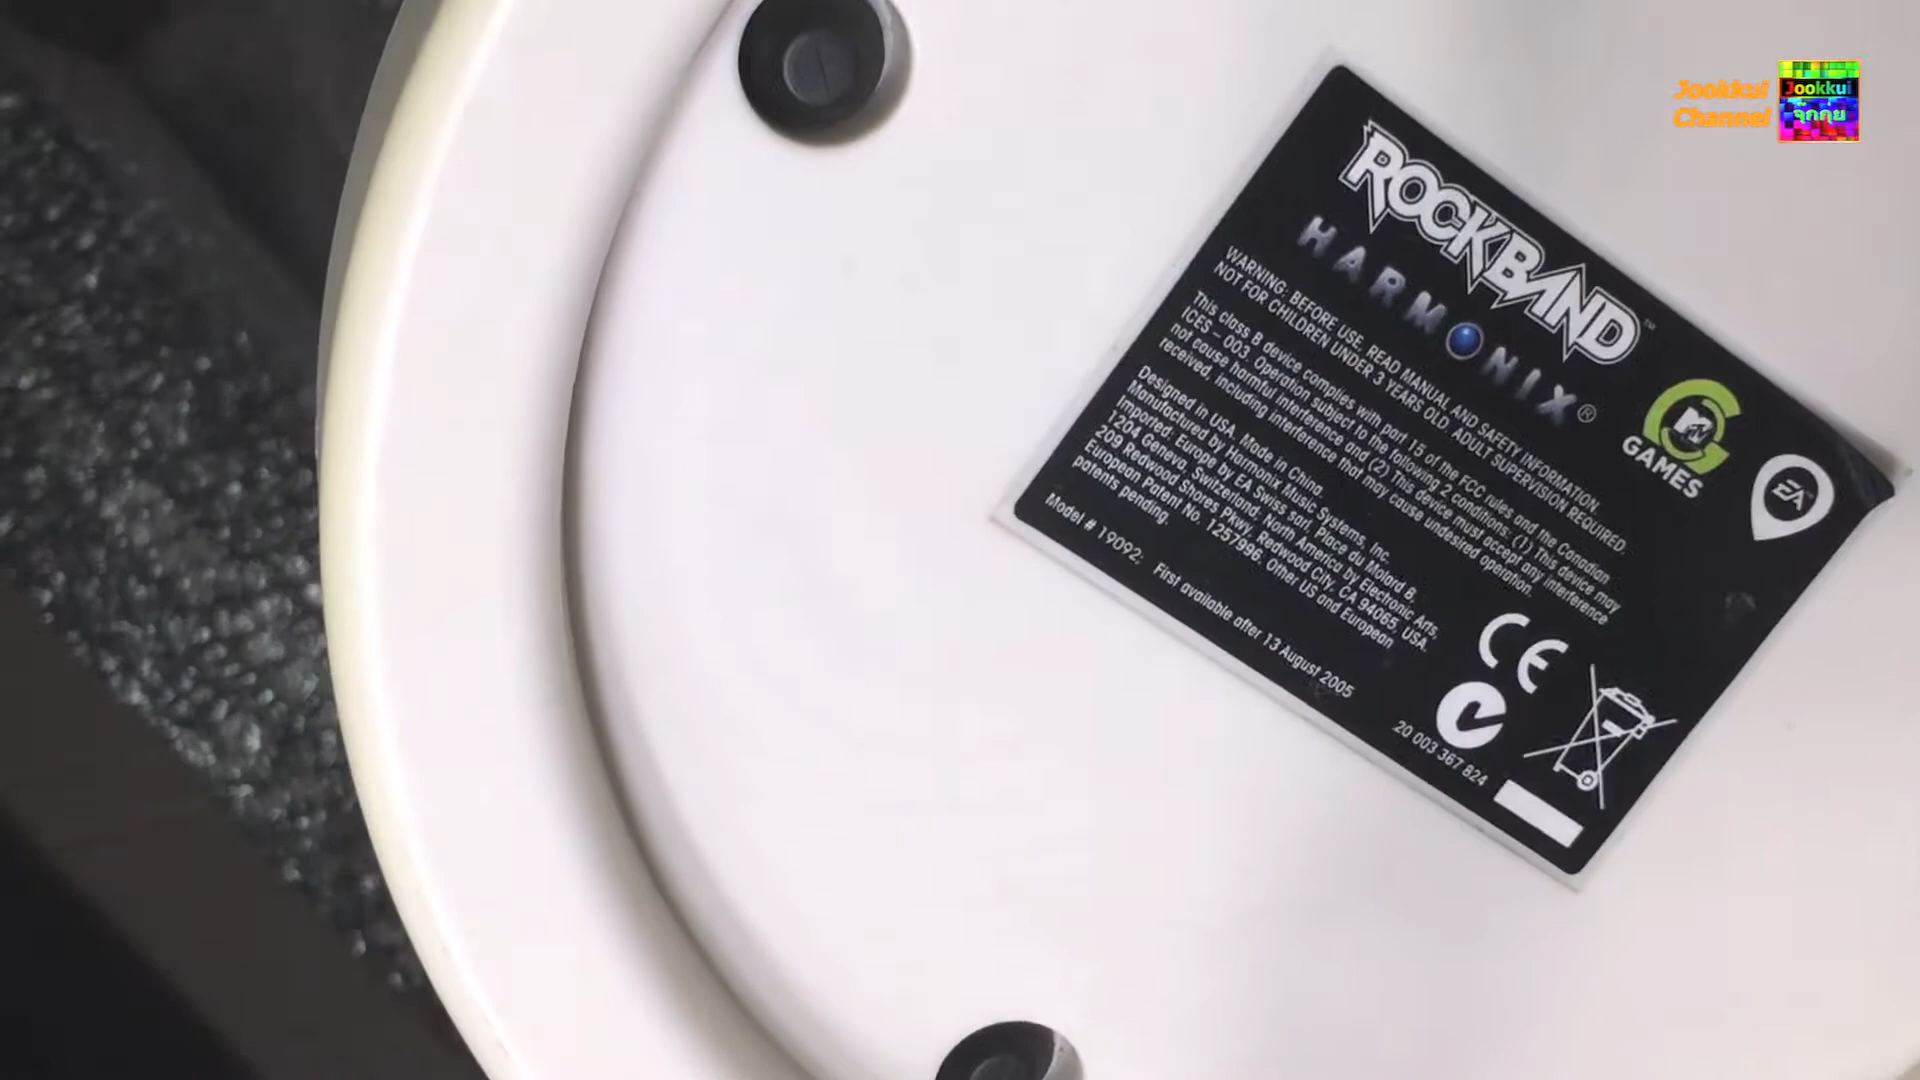 Jookkui
Channel
Jookkui
จุ๊กกุ่ย
ROCKBAND™
HARMONIX®
WARNING: BEFORE USE, READ MANUAL AND SAFETY INFORMATION.
NOT FOR CHILDREN UNDER 3 YEARS OLD. ADULT SUPERVISION REQUIRED.
This class B device complies with part 15 of the FCC rules and the Canadian
ICES – 003. Operation subject to the following 2 conditions: (1) This device may
not cause harmful interference and (2) This device must accept any interference
received, including interference that may cause undesired operation.
Designed in USA. Made in China.
Manufactured by Harmonix Music Systems, Inc.
Imported: Europe by EA Swiss sarl, Place du Molard 8,
1204 Geneva, Switzerland. North America by Electronic Arts,
209 Redwood Shores Pkwy, Redwood City, CA 94065, USA.
European Patent No. 1257996. Other US and European
patents pending.
Model # 19092; First available after 13 August 2005
MTV
GAMES
EA™
CE
20 003 367 824